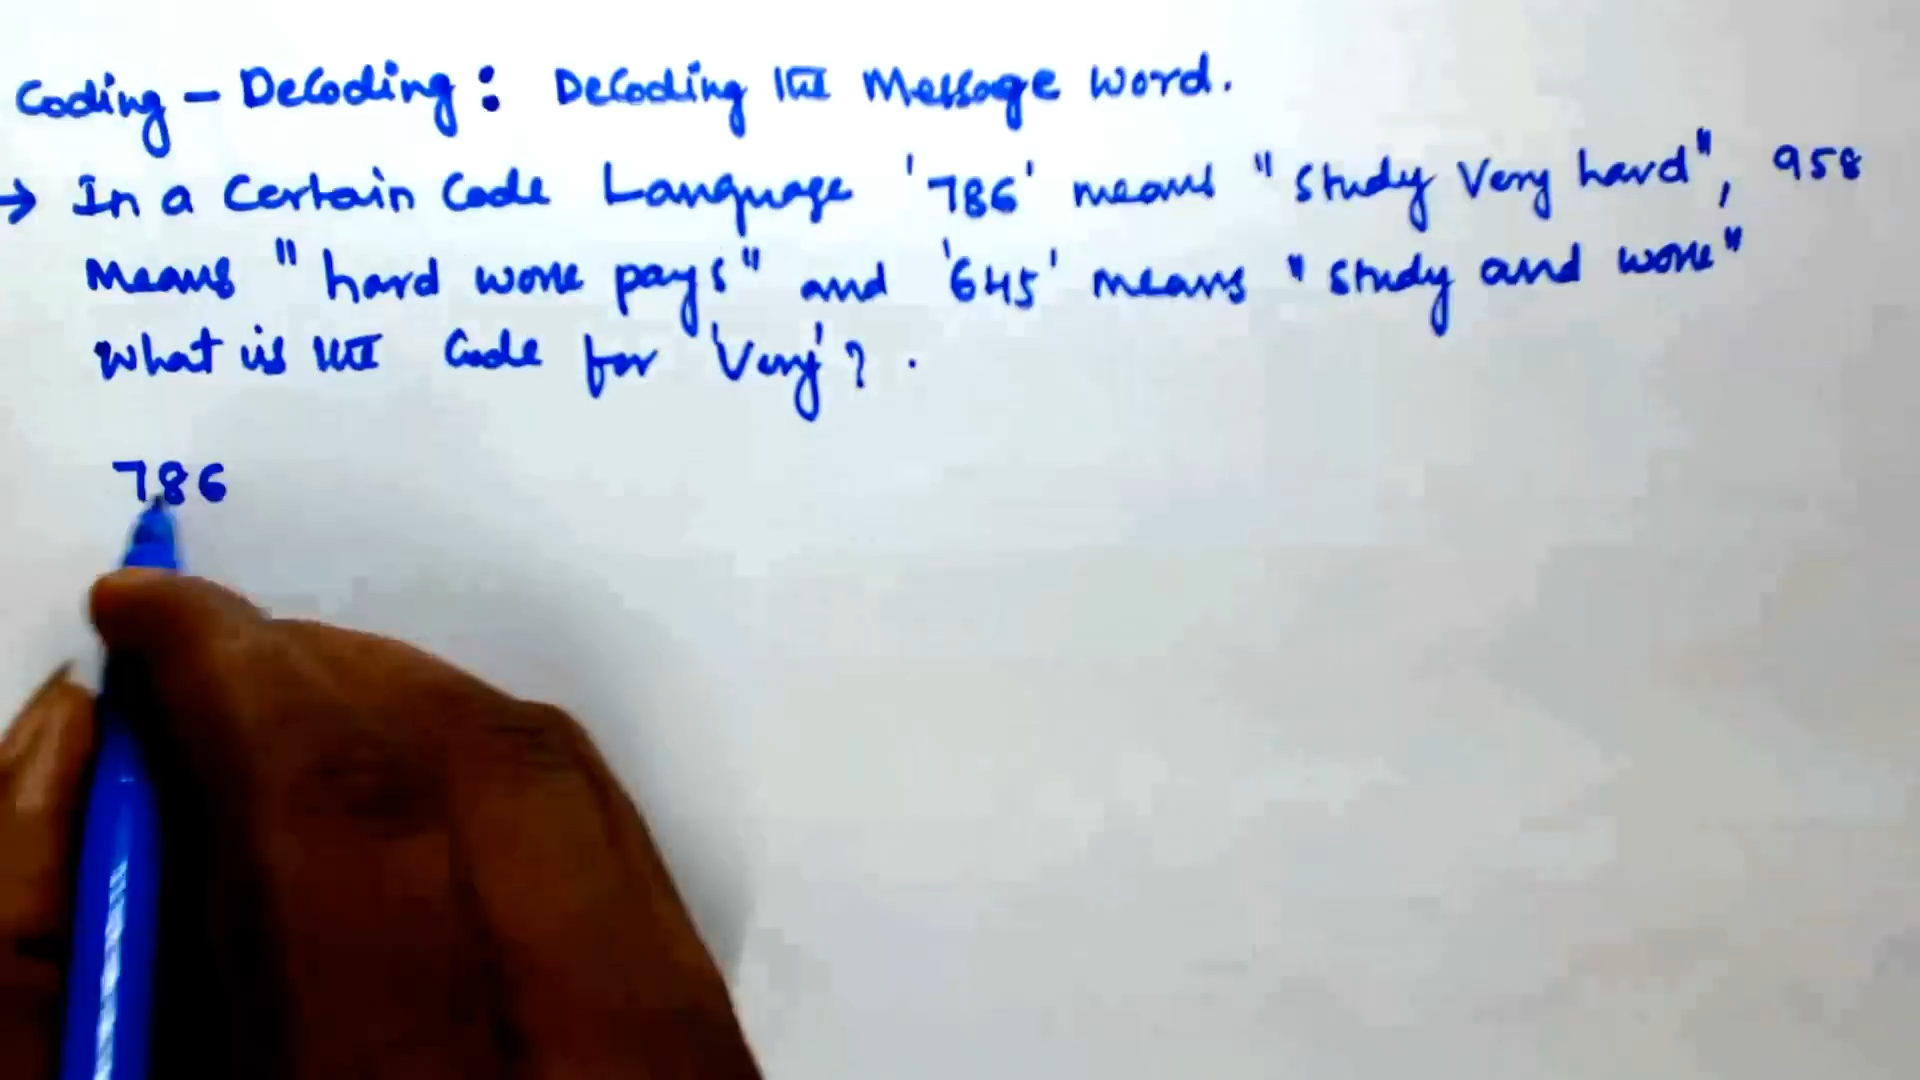 Coding - Decoding: Decoding the Message word.
→ In a Certain Code Language '786' means "study very hard", 958
means "hard work pays" and '645' means "study and work"
what is the Code for 'Very'? .
786